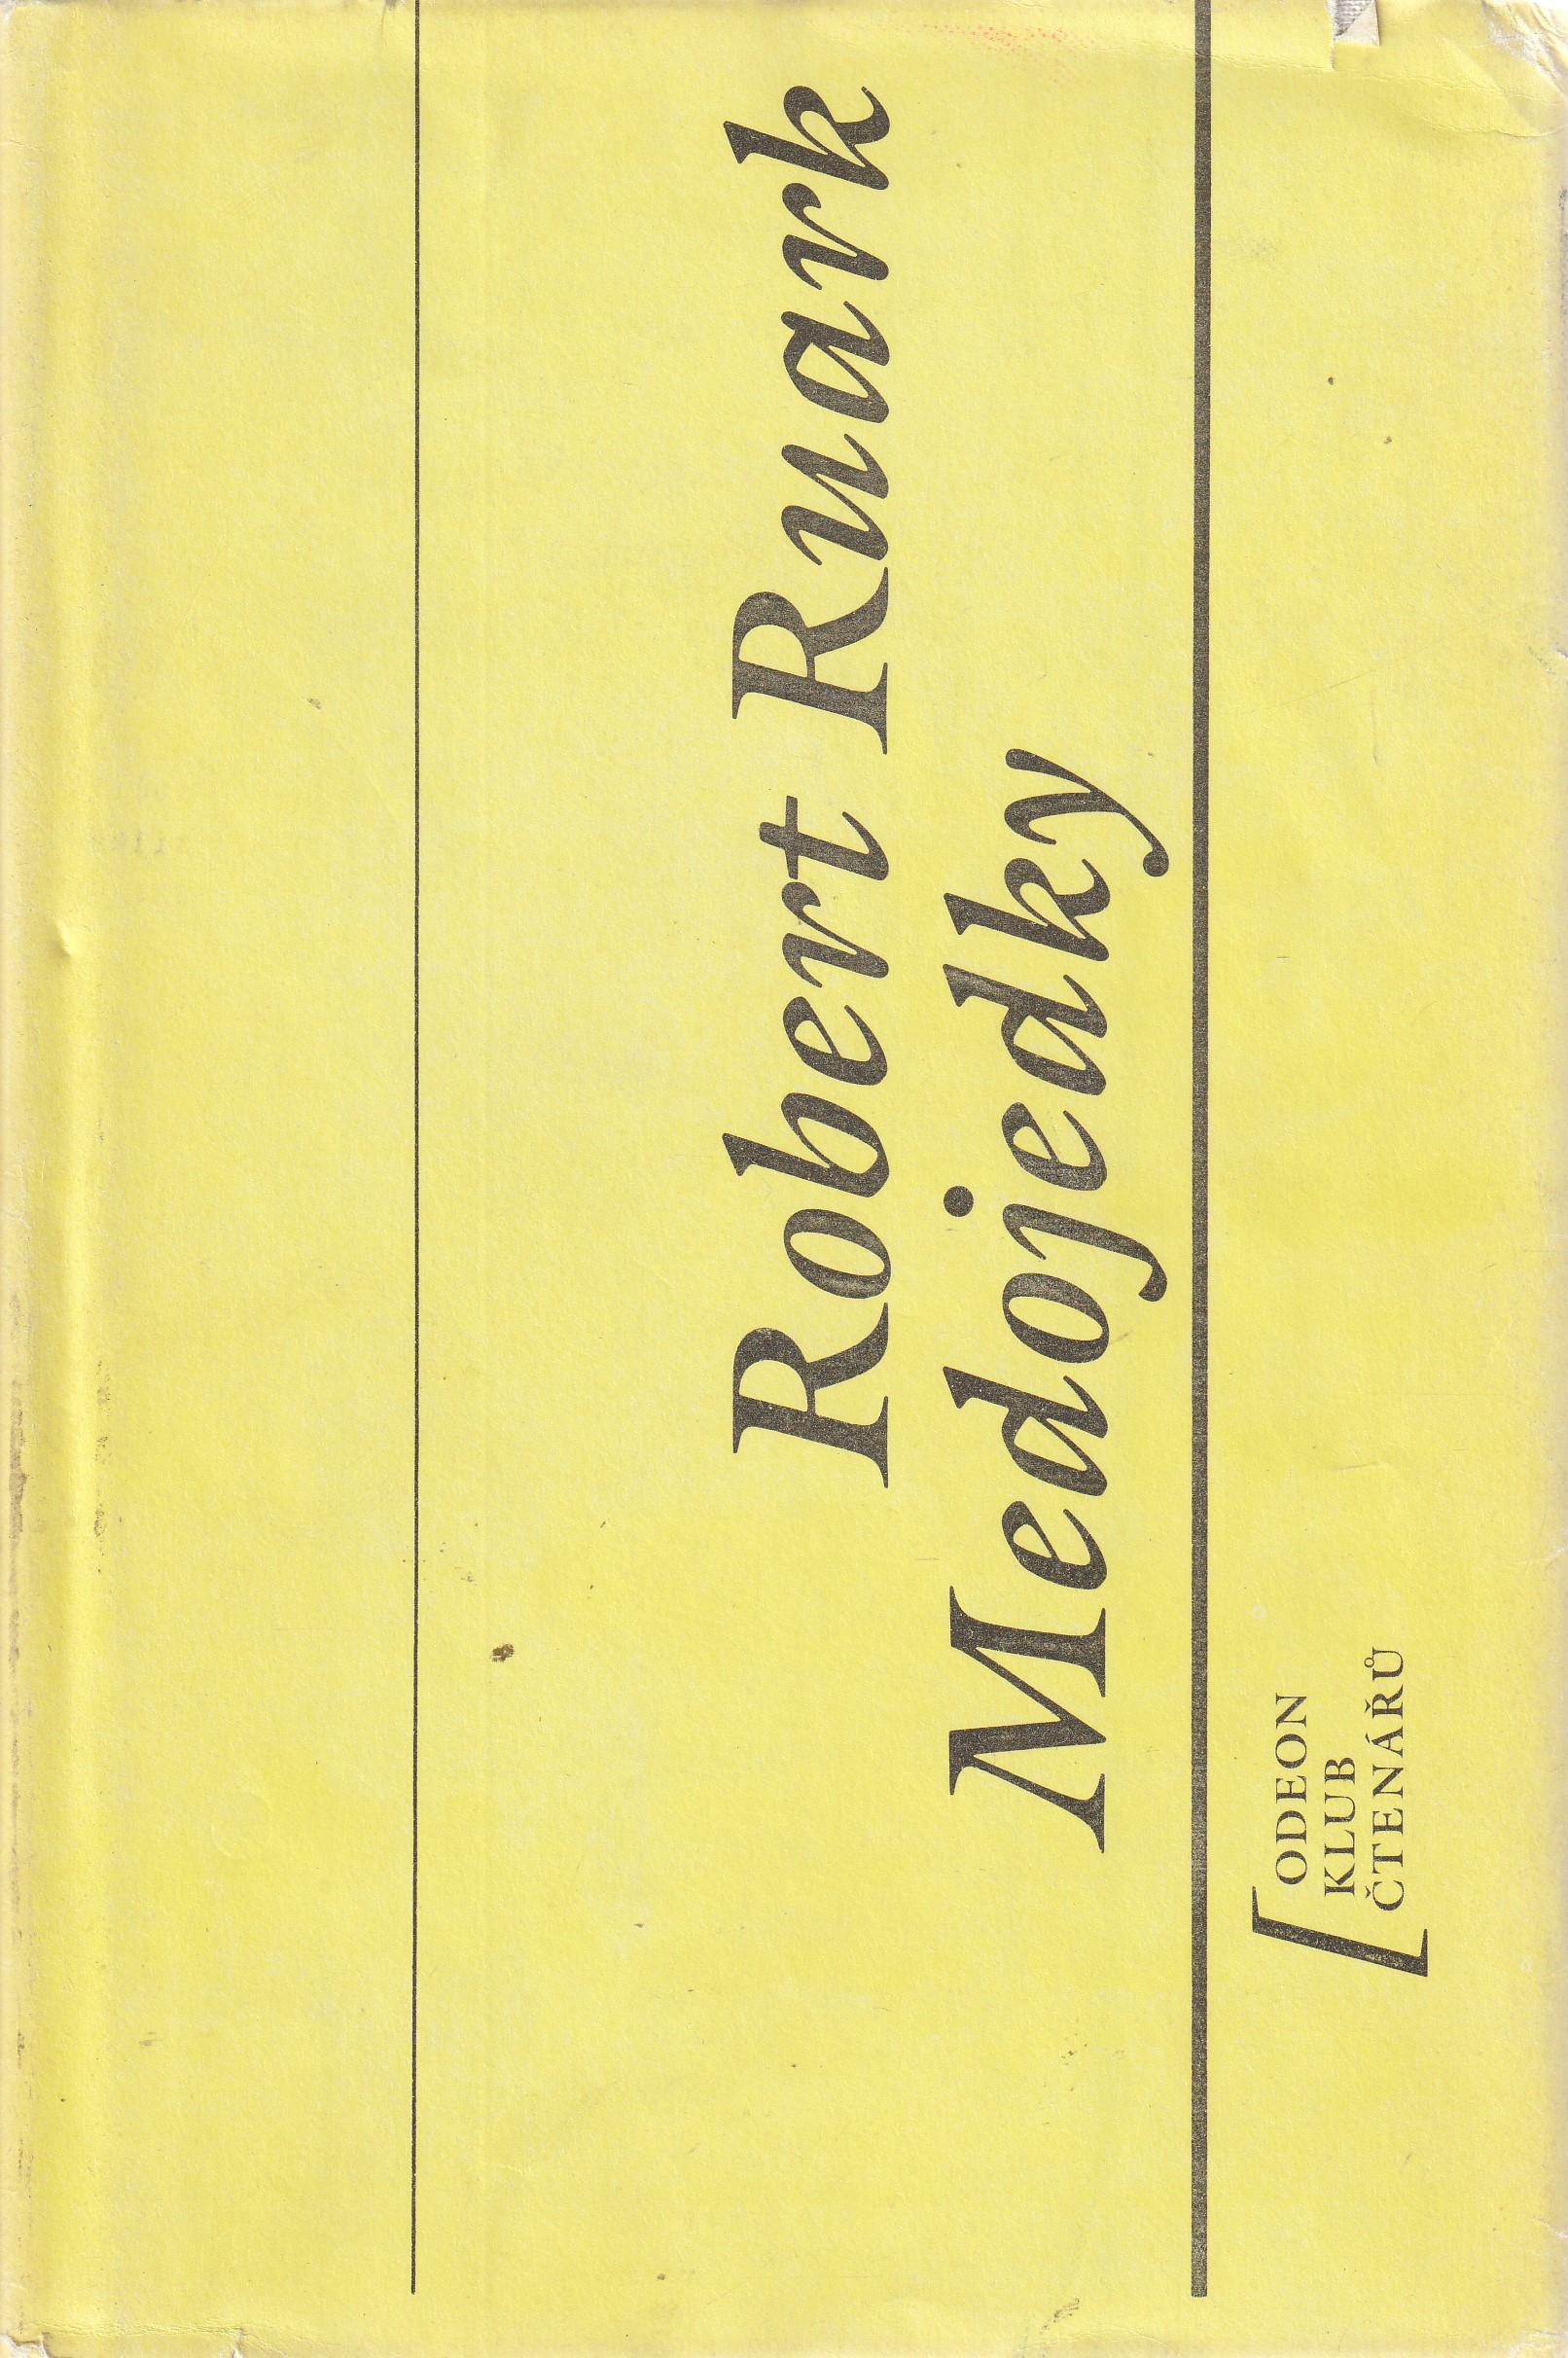 Robert Ruark
Medojedky
ODEON
KLUB
ČTENÁŘŮ